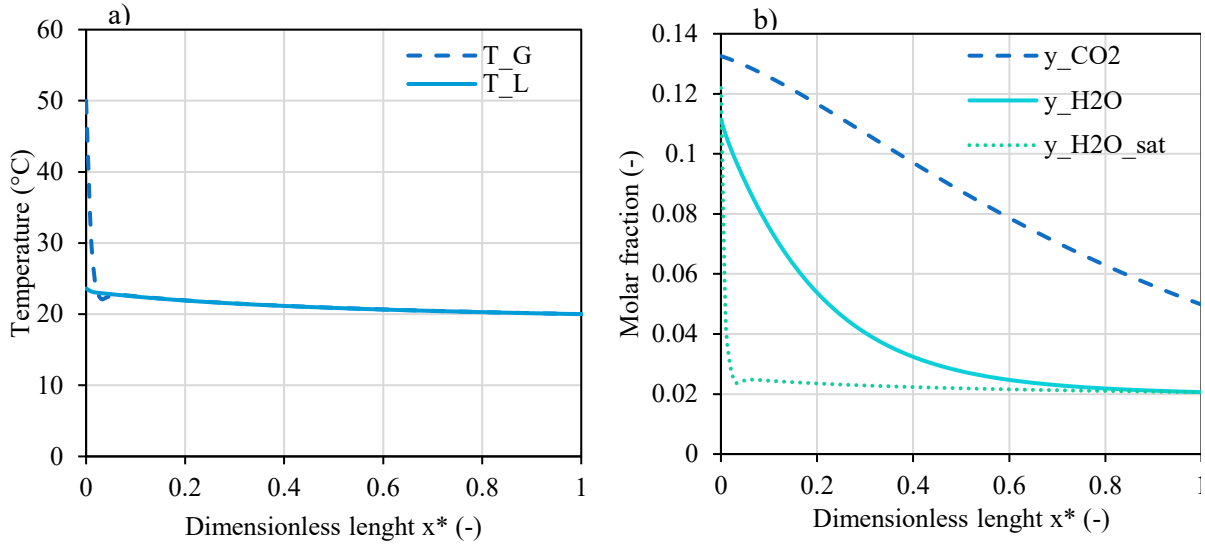 a)
60
50
40
30
20
10
0
Temperature (°C)
T_G
T_L
0 0.2 0.4 0.6 0.8 1
Dimensionless lenght x* (-)
b)
0.14
0.12
0.1
0.08
0.06
0.04
0.02
0
Molar fraction (-)
y_CO2
y_H2O
y_H2O_sat
0 0.2 0.4 0.6 0.8 1
Dimensionless lenght x* (-)